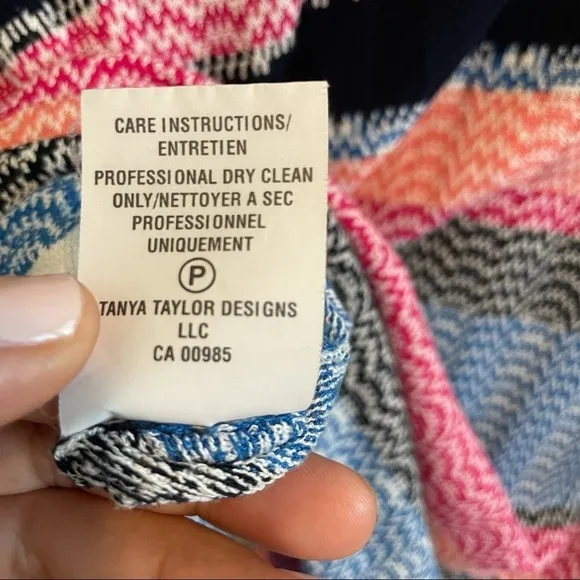 CARE INSTRUCTIONS/
ENTRETIEN
PROFESSIONAL DRY CLEAN
ONLY/NETTOYER A SEC
PROFESSIONNEL
UNIQUEMENT
P
TANYA TAYLOR DESIGNS
LLC
CA 00985